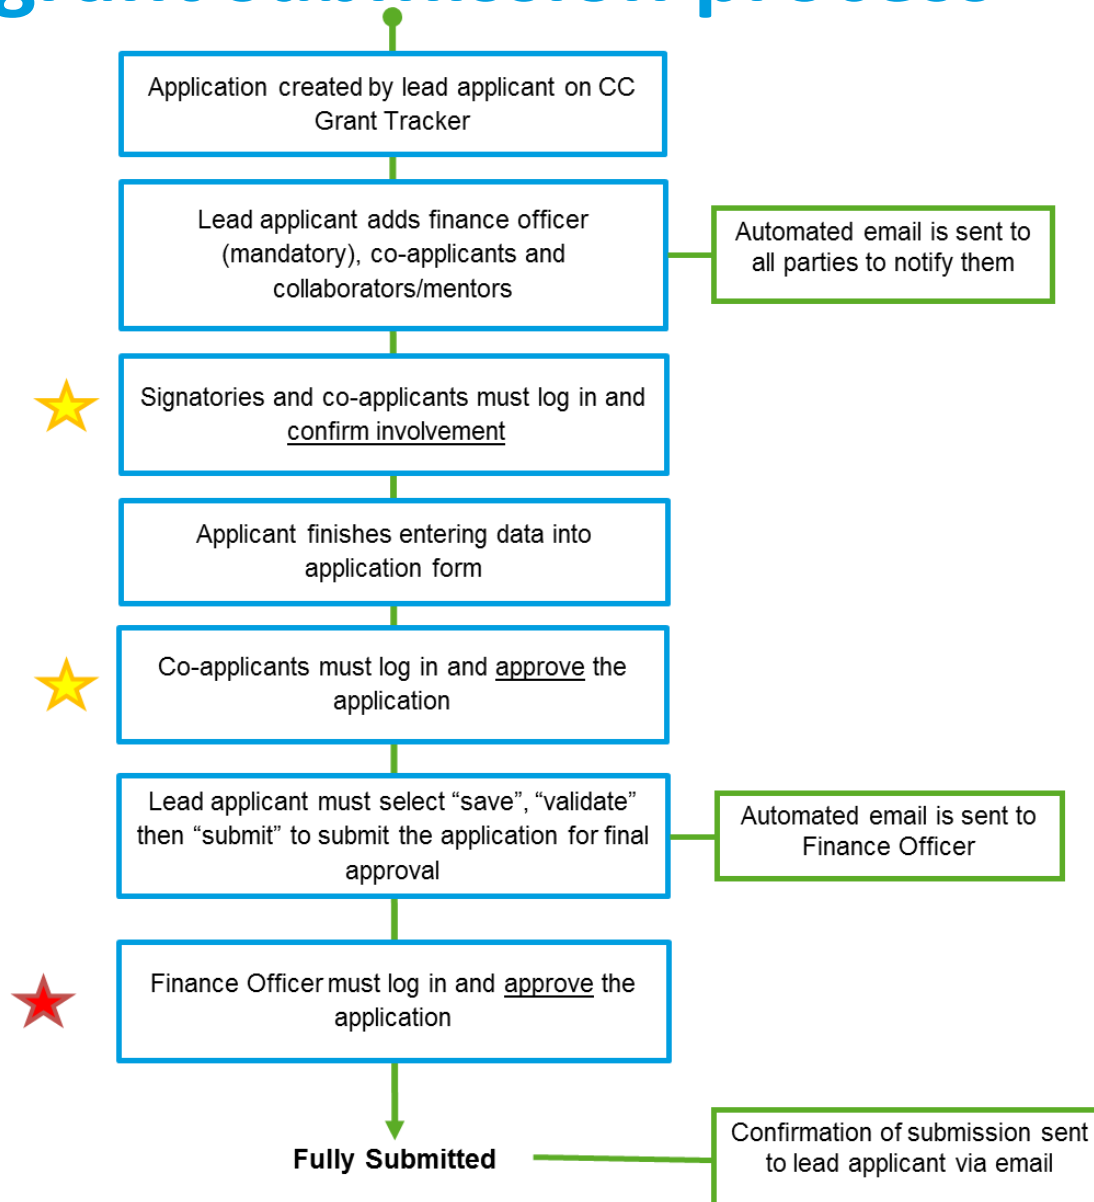 grant submission process
Application created by lead applicant on CC
Grant Tracker
Lead applicant adds finance officer
(mandatory), co-applicants and
collaborators/mentors
Automated email is sent to
all parties to notify them
Signatories and co-applicants must log in and
confirm involvement
Applicant finishes entering data into
application form
Co-applicants must log in and approve the
application
Lead applicant must select “save”, “validate”
then “submit” to submit the application for final
approval
Automated email is sent to
Finance Officer
Finance Officer must log in and approve the
application
Fully Submitted
Confirmation of submission sent
to lead applicant via email